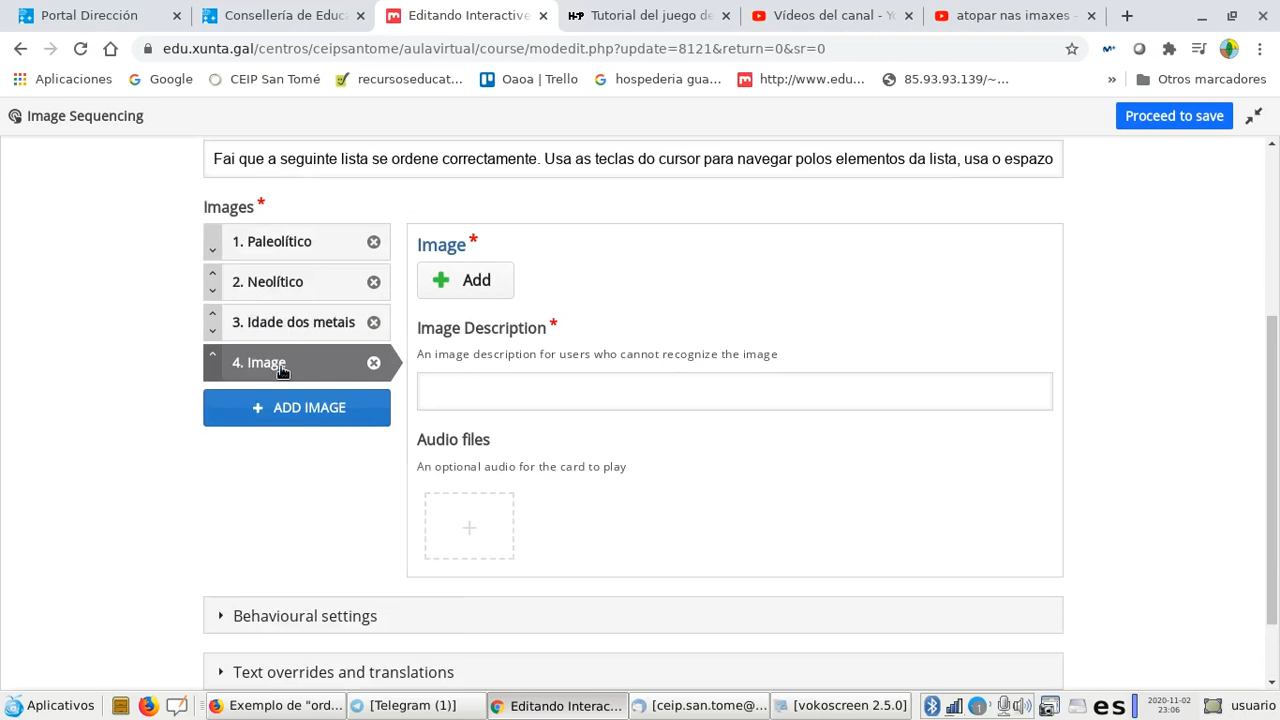 Portal Dirección
Consellería de Educ
Editando Interactive
Tutorial del juego de
Vídeos del canal - Yo
atopar nas imaxes -
edu.xunta.gal/centros/ceipsantome/aulavirtual/course/modedit.php?update=8121&return=0&sr=0
Aplicaciones
Google
CEIP San Tomé
recursoseducat...
Oaoa | Trello
hospederia gua...
http://www.edu...
85.93.93.139/~...
»
Otros marcadores
Image Sequencing
Proceed to save
Fai que a seguinte lista se ordene correctamente. Usa as teclas do cursor para navegar polos elementos da lista, usa o espazo
Images *
1. Paleolítico
2. Neolítico
3. Idade dos metais
4. Image
+ ADD IMAGE
Image *
Add
Image Description *
An image description for users who cannot recognize the image
Audio files
An optional audio for the card to play
Behavioural settings
Text overrides and translations
Aplicativos
Exemplo de "ord...
[Telegram (1)]
Editando Interac...
[ceip.san.tome@...
[vokoscreen 2.5.0]
es
2020-11-02
23:06
usuario